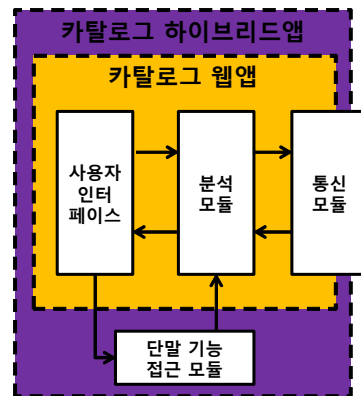 카탈로그 하이브리드앱
카탈로그 웹앱
사용자
인터
페이스
분석
모듈
통신
모듈
단말 기능
접근 모듈